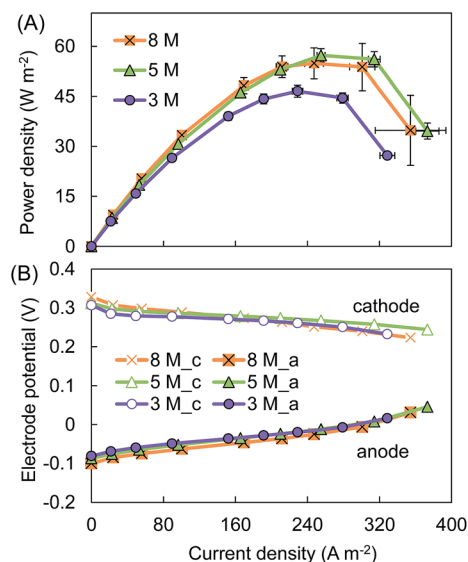 (A)
Power density (W m⁻²)
60
45
30
15
0
8 M
5 M
3 M
(B)
Electrode potential (V)
0.4
0.3
0.2
0.1
0
-0.1
-0.2
cathode
8 M_c 8 M_a
5 M_c 5 M_a
3 M_c 3 M_a
anode
0 80 160 240 320 400
Current density (A m⁻²)